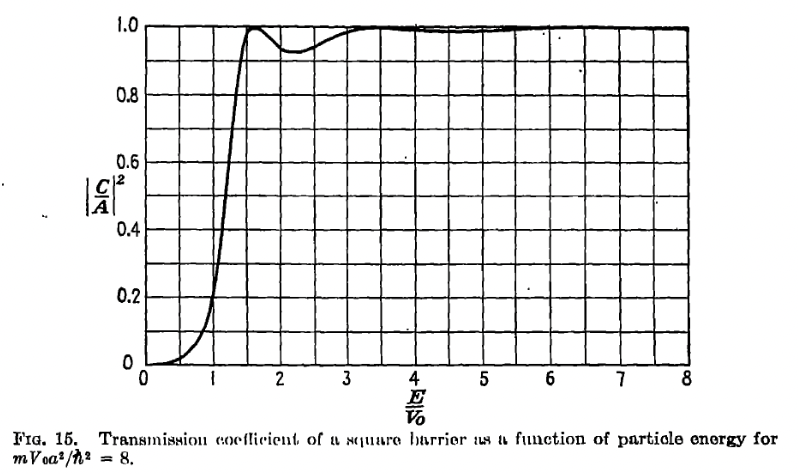 1.0
0.8
0.6
|C/A|²
0.4
0.2
0
0 1 2 3 4 5 6 7 8
E/V₀
FIG. 15. Transmission coefficient of a square barrier as a function of particle energy for
mV₀a²/ℏ² = 8.